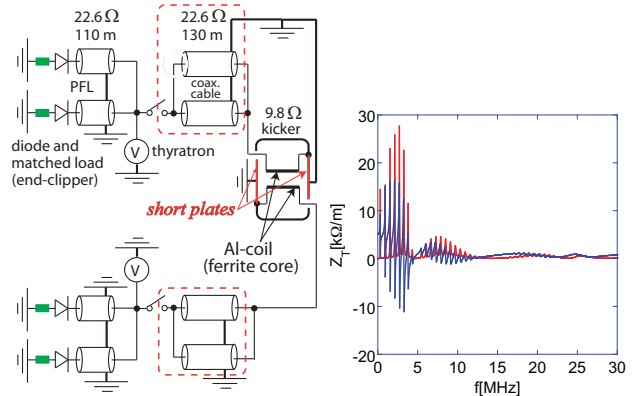 22.6 Ω
110 m
22.6 Ω
130 m
PFL
coax.
cable
9.8 Ω
kicker
diode and
matched load
(end-clipper)
V
thyratron
short plates
Al-coil
(ferrite core)
V
Z_T[kΩ/m]
30
20
10
0
-10
-20
0
5
10
15
20
25
30
f[MHz]